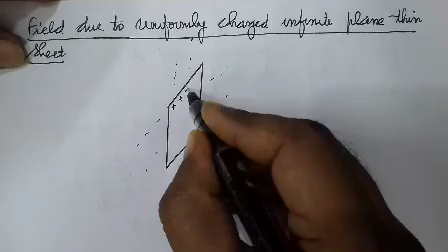 Field due to uniformly charged infinite plane thin
sheet
+ + +